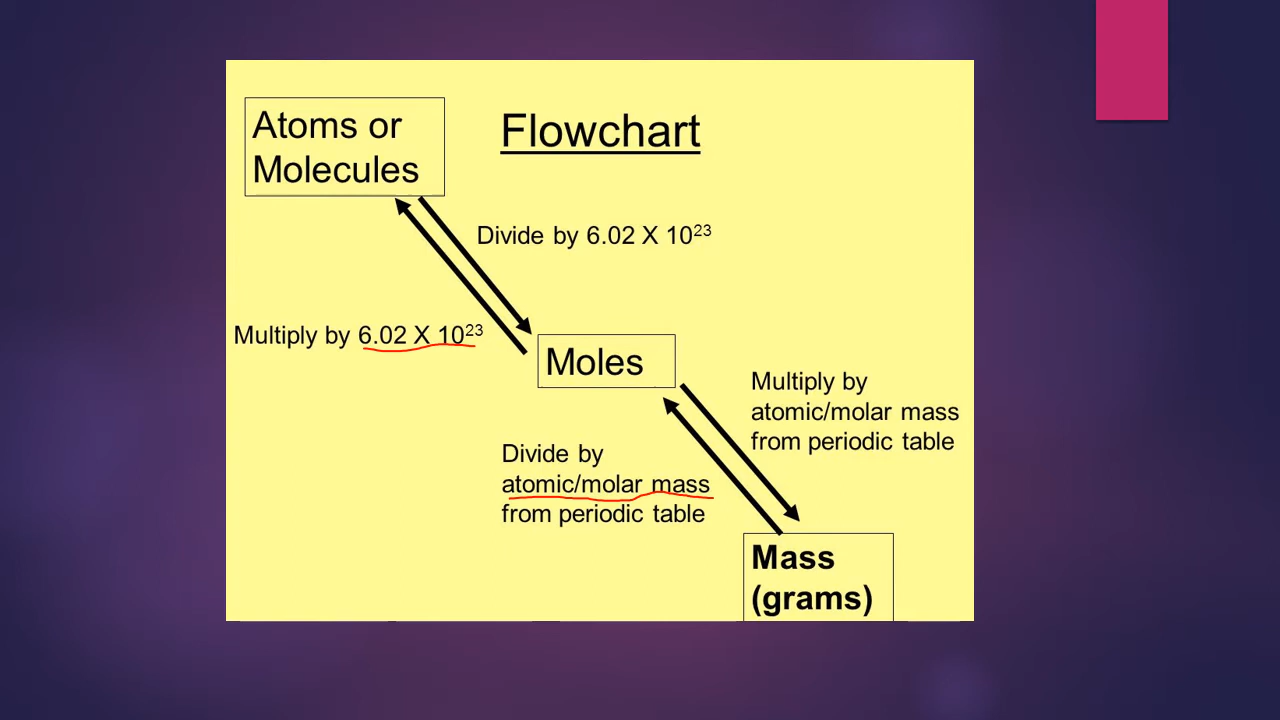 Atoms or
Molecules
Flowchart
Divide by 6.02 X 10²³
Multiply by 6.02 X 10²³
Moles
Multiply by
atomic/molar mass
from periodic table
Divide by
atomic/molar mass
from periodic table
Mass
(grams)